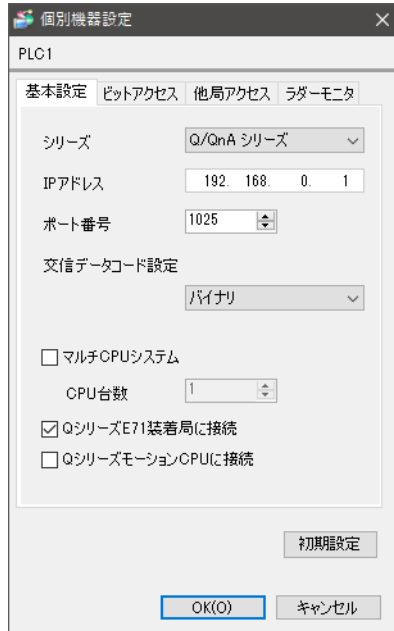 個別機器設定
PLC1
基本設定 ビットアクセス 他局アクセス ラダーモニタ
シリーズ Q/QnA シリーズ
IPアドレス 192. 168. 0. 1
ポート番号 1025
交信データコード設定
バイナリ
マルチCPUシステム
CPU台数 1
QシリーズE71装着局に接続
QシリーズモーションCPUに接続
初期設定
OK(O) キャンセル